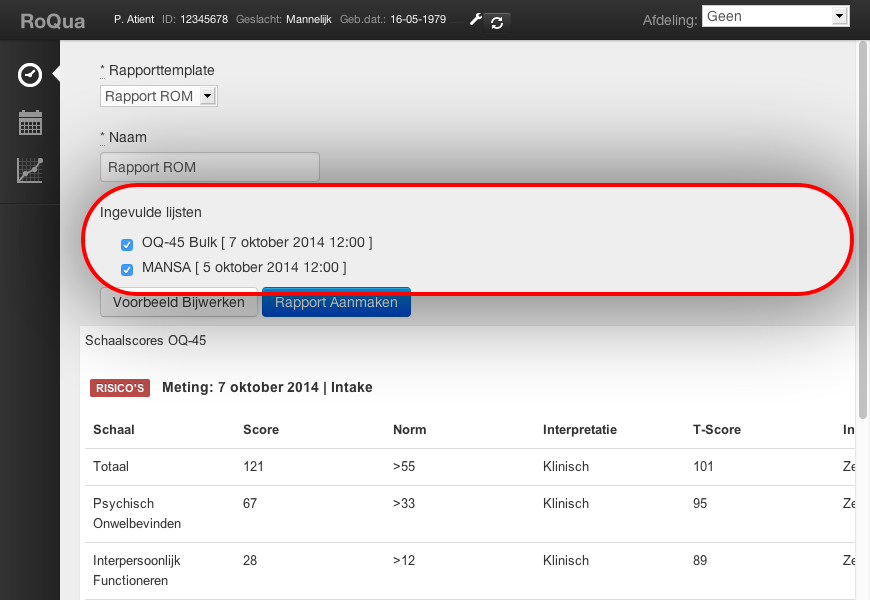 RoQua P. Atient ID: 12345678 Geslacht: Mannelijk Geb.dat.: 16-05-1979 Afdeling: Geen
* Rapporttemplate
Rapport ROM
* Naam
Rapport ROM
Ingevulde lijsten
OQ-45 Bulk [ 7 oktober 2014 12:00 ]
MANSA [ 5 oktober 2014 12:00 ]
Voorbeeld Bijwerken Rapport Aanmaken
Schaalscores OQ-45
RISICO'S Meting: 7 oktober 2014 | Intake
Schaal Score Norm Interpretatie T-Score In
Totaal 121 >55 Klinisch 101 Ze
Psychisch 67 >33 Klinisch 95 Ze
Onwelbevinden
Interpersoonlijk 28 >12 Klinisch 89 Ze
Functioneren